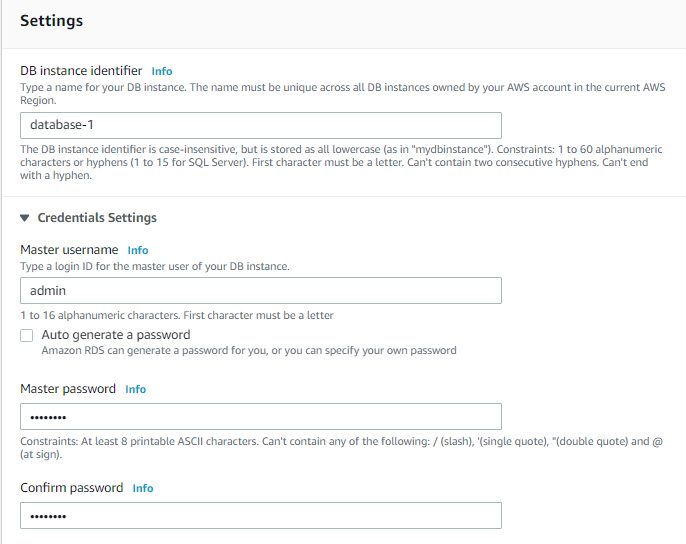 Settings
DB instance identifier Info
Type a name for your DB instance. The name must be unique across all DB instances owned by your AWS account in the current AWS
Region.
database-1
The DB instance identifier is case-insensitive, but is stored as all lowercase (as in "mydbinstance"). Constraints: 1 to 60 alphanumeric
characters or hyphens (1 to 15 for SQL Server). First character must be a letter. Can't contain two consecutive hyphens. Can't end
with a hyphen.
Credentials Settings
Master username Info
Type a login ID for the master user of your DB instance.
admin
1 to 16 alphanumeric characters. First character must be a letter
Auto generate a password
Amazon RDS can generate a password for you, or you can specify your own password
Master password Info
••••••••
Constraints: At least 8 printable ASCII characters. Can't contain any of the following: / (slash), '(single quote), "(double quote) and @
(at sign).
Confirm password Info
••••••••